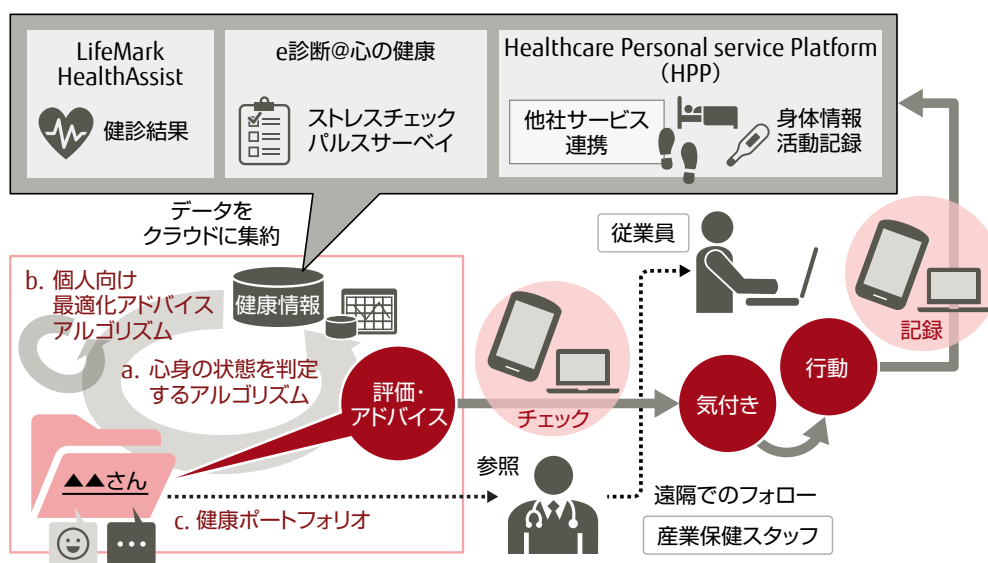 LifeMark
HealthAssist
健診結果
e診断@心の健康
ストレスチェック
パルスサーベイ
Healthcare Personal service Platform
（HPP）
他社サービス
連携
身体情報
活動記録
データを
クラウドに集約
従業員
b. 個人向け
最適化アドバイス
アルゴリズム
健康情報
a. 心身の状態を判定
するアルゴリズム
評価・
アドバイス
チェック
気付き
行動
記録
▲▲さん
c. 健康ポートフォリオ
参照
遠隔でのフォロー
産業保健スタッフ